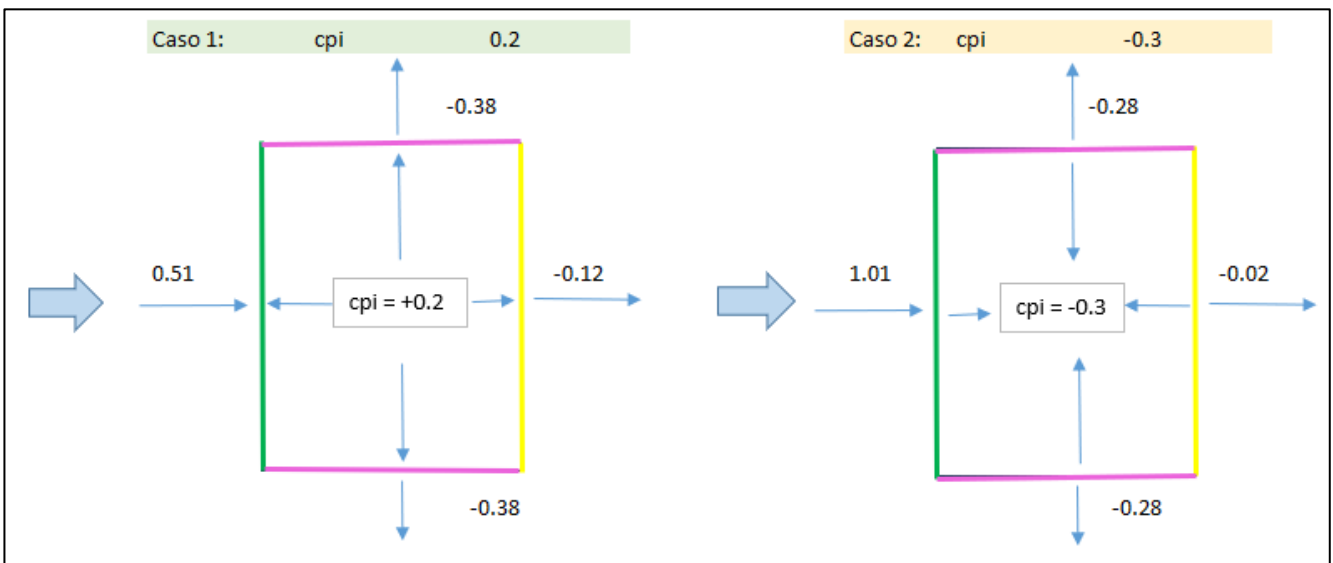 Caso 1: cpi 0.2
-0.38
0.51
cpi = +0.2
-0.12
-0.38
Caso 2: cpi -0.3
-0.28
1.01
cpi = -0.3
-0.02
-0.28